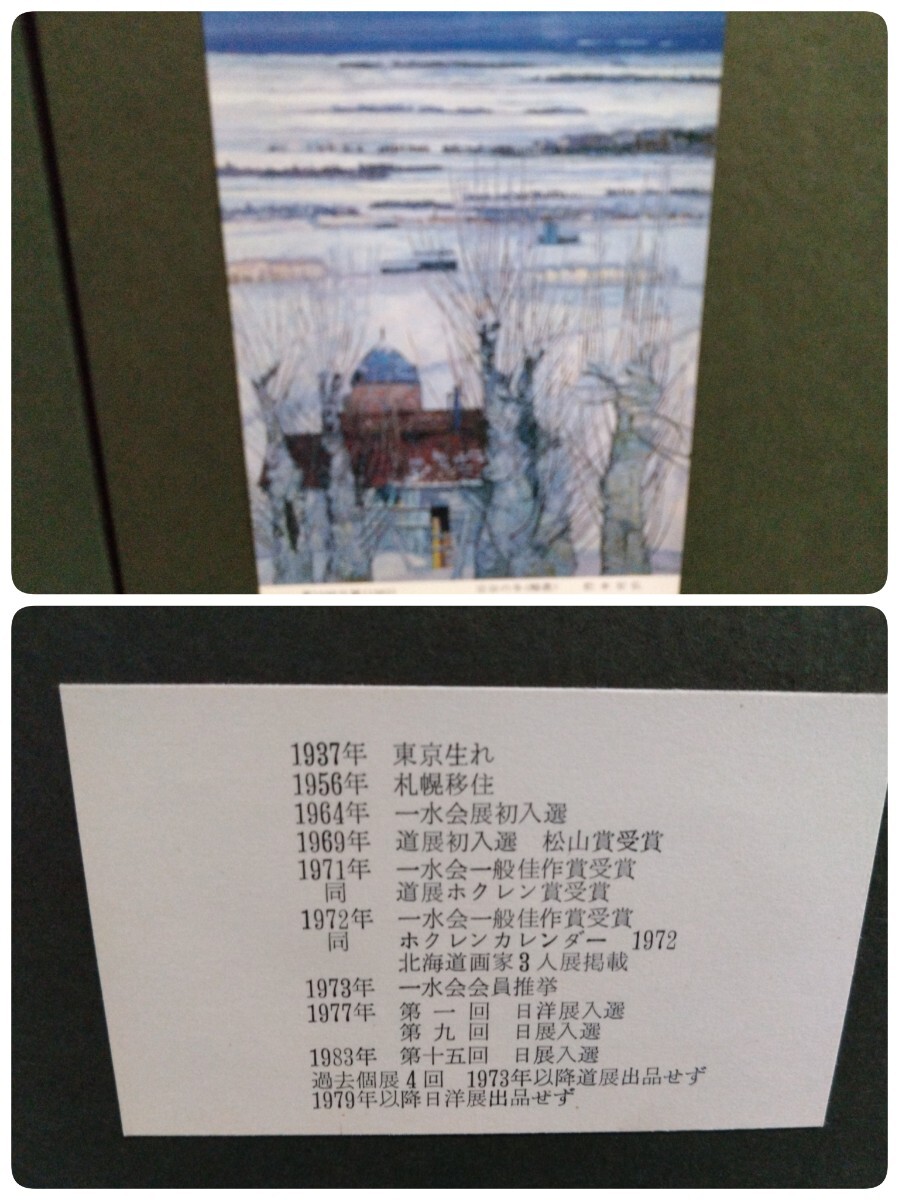 1937年 東京生れ
1956年 札幌移住
1964年 一水会展初入選
1969年 道展初入選 松山賞受賞
1971年 一水会一般佳作賞受賞
同 道展ホクレン賞受賞
1972年 一水会一般佳作賞受賞
同 ホクレンカレンダー 1972
北海道画家3人展掲載
1973年 一水会会員推挙
1977年 第一回 日洋展入選
第九回 日展入選
1983年 第十五回 日展入選
過去個展4回 1973年以降道展出品せず
1979年以降日洋展出品せず